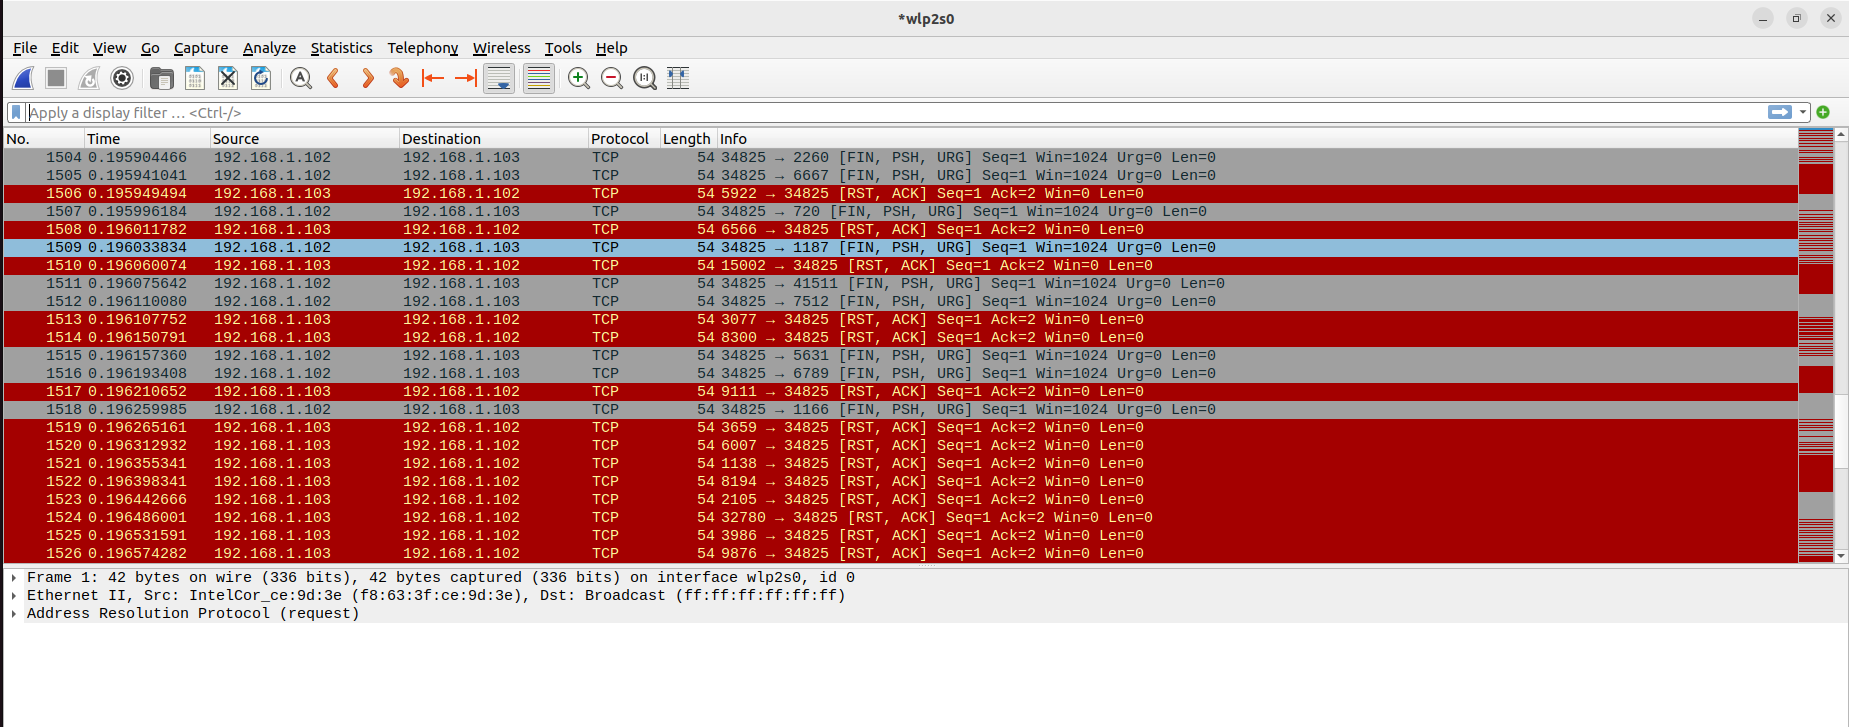 *wlp2s0
File Edit View Go Capture Analyze Statistics Telephony Wireless Tools Help
Apply a display filter … <Ctrl-/>
No. Time Source Destination Protocol Length Info
1504 0.195904466 192.168.1.102 192.168.1.103 TCP 54 34825 → 2260 [FIN, PSH, URG] Seq=1 Win=1024 Urg=0 Len=0
1505 0.195941041 192.168.1.102 192.168.1.103 TCP 54 34825 → 6667 [FIN, PSH, URG] Seq=1 Win=1024 Urg=0 Len=0
1506 0.195949494 192.168.1.103 192.168.1.102 TCP 54 5922 → 34825 [RST, ACK] Seq=1 Ack=2 Win=0 Len=0
1507 0.195996184 192.168.1.102 192.168.1.103 TCP 54 34825 → 720 [FIN, PSH, URG] Seq=1 Win=1024 Urg=0 Len=0
1508 0.196011782 192.168.1.103 192.168.1.102 TCP 54 6566 → 34825 [RST, ACK] Seq=1 Ack=2 Win=0 Len=0
1509 0.196033834 192.168.1.102 192.168.1.103 TCP 54 34825 → 1187 [FIN, PSH, URG] Seq=1 Win=1024 Urg=0 Len=0
1510 0.196060074 192.168.1.103 192.168.1.102 TCP 54 15002 → 34825 [RST, ACK] Seq=1 Ack=2 Win=0 Len=0
1511 0.196075642 192.168.1.102 192.168.1.103 TCP 54 34825 → 41511 [FIN, PSH, URG] Seq=1 Win=1024 Urg=0 Len=0
1512 0.196110080 192.168.1.102 192.168.1.103 TCP 54 34825 → 7512 [FIN, PSH, URG] Seq=1 Win=1024 Urg=0 Len=0
1513 0.196107752 192.168.1.103 192.168.1.102 TCP 54 3077 → 34825 [RST, ACK] Seq=1 Ack=2 Win=0 Len=0
1514 0.196150791 192.168.1.103 192.168.1.102 TCP 54 8300 → 34825 [RST, ACK] Seq=1 Ack=2 Win=0 Len=0
1515 0.196157360 192.168.1.102 192.168.1.103 TCP 54 34825 → 5631 [FIN, PSH, URG] Seq=1 Win=1024 Urg=0 Len=0
1516 0.196193408 192.168.1.102 192.168.1.103 TCP 54 34825 → 6789 [FIN, PSH, URG] Seq=1 Win=1024 Urg=0 Len=0
1517 0.196210652 192.168.1.103 192.168.1.102 TCP 54 9111 → 34825 [RST, ACK] Seq=1 Ack=2 Win=0 Len=0
1518 0.196259985 192.168.1.102 192.168.1.103 TCP 54 34825 → 1166 [FIN, PSH, URG] Seq=1 Win=1024 Urg=0 Len=0
1519 0.196265161 192.168.1.103 192.168.1.102 TCP 54 3659 → 34825 [RST, ACK] Seq=1 Ack=2 Win=0 Len=0
1520 0.196312932 192.168.1.103 192.168.1.102 TCP 54 6007 → 34825 [RST, ACK] Seq=1 Ack=2 Win=0 Len=0
1521 0.196355341 192.168.1.103 192.168.1.102 TCP 54 1138 → 34825 [RST, ACK] Seq=1 Ack=2 Win=0 Len=0
1522 0.196398341 192.168.1.103 192.168.1.102 TCP 54 8194 → 34825 [RST, ACK] Seq=1 Ack=2 Win=0 Len=0
1523 0.196442666 192.168.1.103 192.168.1.102 TCP 54 2105 → 34825 [RST, ACK] Seq=1 Ack=2 Win=0 Len=0
1524 0.196486001 192.168.1.103 192.168.1.102 TCP 54 32780 → 34825 [RST, ACK] Seq=1 Ack=2 Win=0 Len=0
1525 0.196531591 192.168.1.103 192.168.1.102 TCP 54 3986 → 34825 [RST, ACK] Seq=1 Ack=2 Win=0 Len=0
1526 0.196574282 192.168.1.103 192.168.1.102 TCP 54 9876 → 34825 [RST, ACK] Seq=1 Ack=2 Win=0 Len=0
Frame 1: 42 bytes on wire (336 bits), 42 bytes captured (336 bits) on interface wlp2s0, id 0
Ethernet II, Src: IntelCor_ce:9d:3e (f8:63:3f:ce:9d:3e), Dst: Broadcast (ff:ff:ff:ff:ff:ff)
Address Resolution Protocol (request)